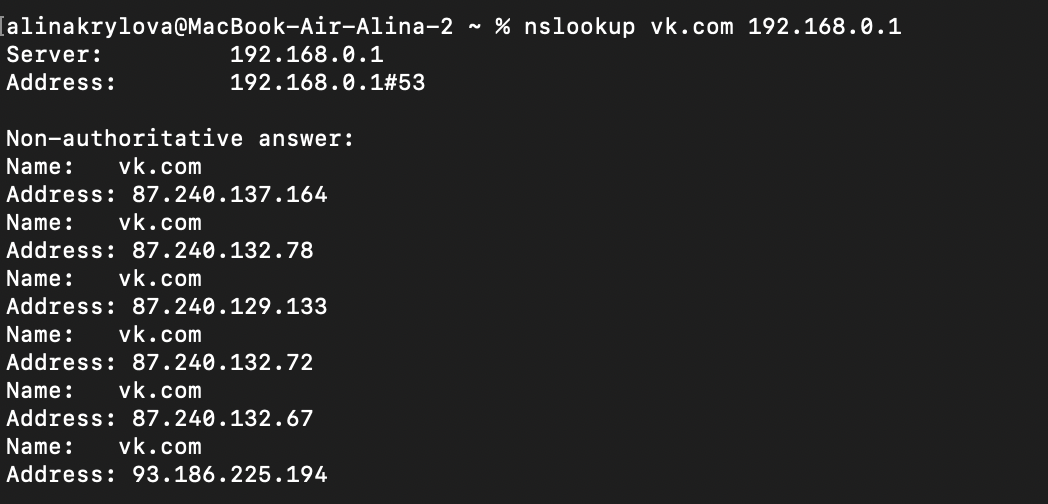 alinakrylova@MacBook-Air-Alina-2 ~ % nslookup vk.com 192.168.0.1
Server:         192.168.0.1
Address:        192.168.0.1#53

Non-authoritative answer:
Name:   vk.com
Address: 87.240.137.164
Name:   vk.com
Address: 87.240.132.78
Name:   vk.com
Address: 87.240.129.133
Name:   vk.com
Address: 87.240.132.72
Name:   vk.com
Address: 87.240.132.67
Name:   vk.com
Address: 93.186.225.194